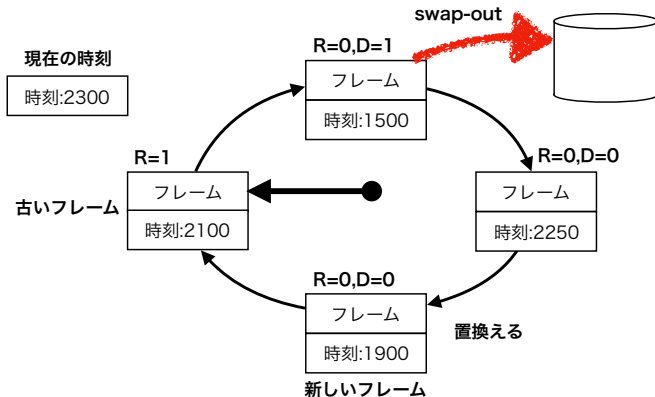 swap-out
R=0,D=1
現在の時刻
フレーム
時刻:2300
時刻:1500
R=1
R=0,D=0
フレーム
フレーム
古いフレーム
時刻:2100
時刻:2250
R=0,D=0
フレーム
置換える
時刻:1900
新しいフレーム